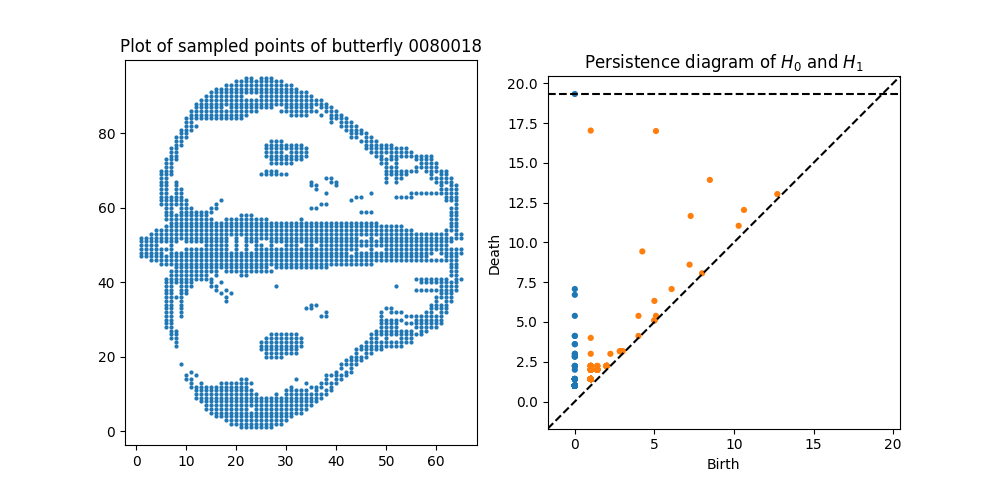 Plot of sampled points of butterfly 0080018
80
60
40
20
0
0 10 20 30 40 50 60
Persistence diagram of H₀ and H₁
20.0
17.5
15.0
12.5
10.0
7.5
5.0
2.5
0.0
Death
0 5 10 15 20
Birth